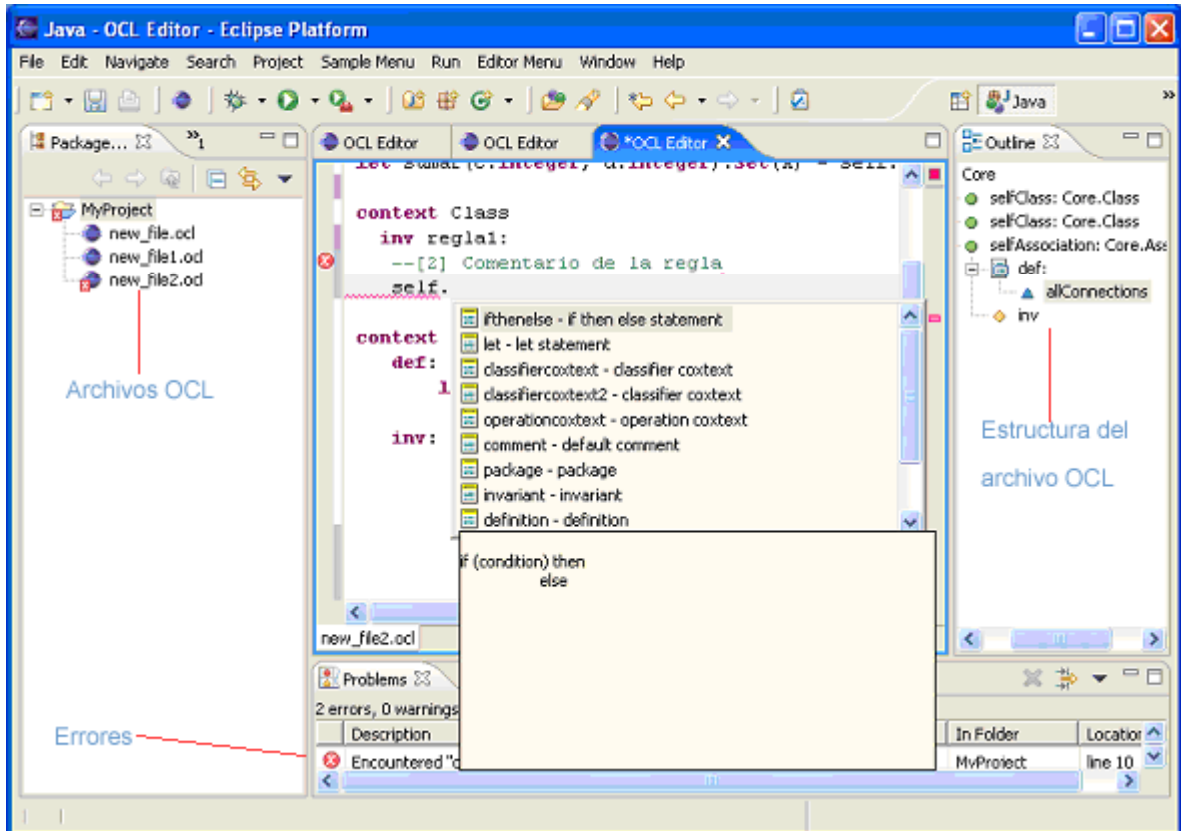 Java - OCL Editor - Eclipse Platform
File Edit Navigate Search Project Sample Menu Run Editor Menu Window Help
Java
Package...
1
MyProject
new_file.ocl
new_file1.ocl
new_file2.ocl
Archivos OCL
Errores
OCL Editor
OCL Editor
*OCL Editor
context Class
inv regla1:
--[2] Comentario de la regla
self.
context
def:
l
inv:
ifthenelse - if then else statement
let - let statement
classifiercoxtext - classifier coxtext
classifiercoxtext2 - classifier coxtext
operationcoxtext - operation coxtext
comment - default comment
package - package
invariant - invariant
definition - definition
if (condition) then
else
new_file2.ocl
Outline
Core
selfClass: Core.Class
selfClass: Core.Class
selfAssociation: Core.Ass
def:
allConnections
inv
Estructura del
archivo OCL
Problems
2 errors, 0 warnings
Description In Folder Location
Encountered "c MyProject line 10